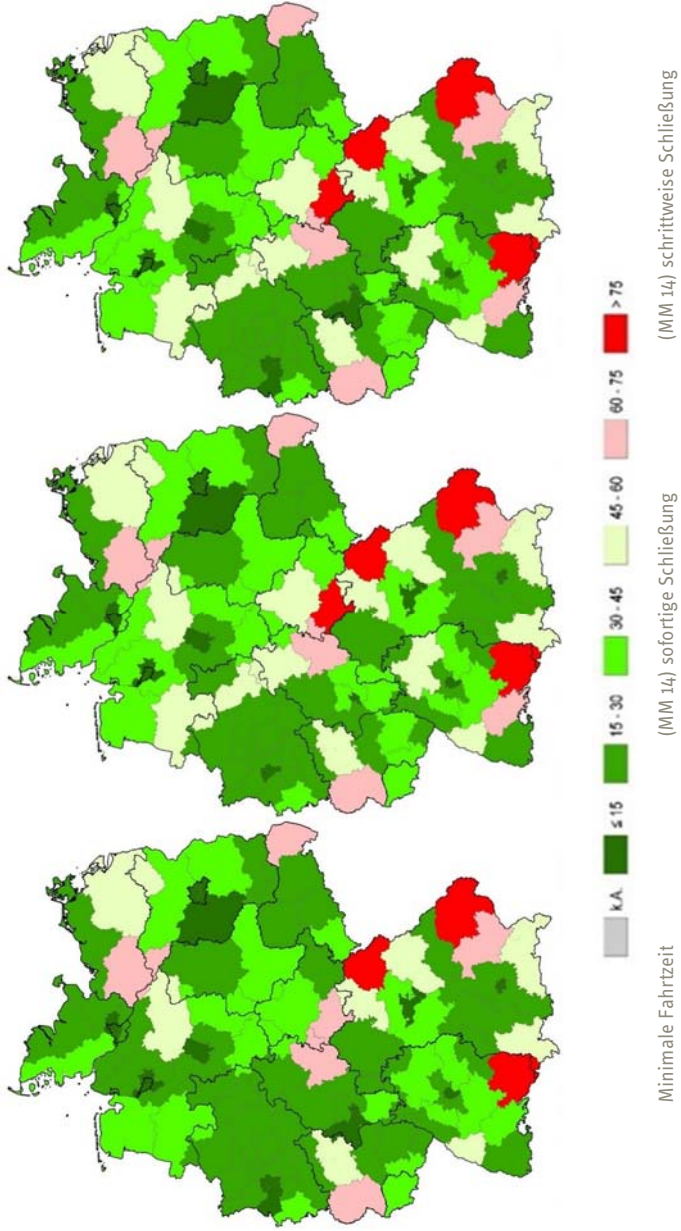 Minimale Fahrtzeit
(MM 14) sofortige Schließung
(MM 14) schrittweise Schließung
k.A.
≤ 15
15 - 30
30 - 45
45 - 60
60 - 75
> 75